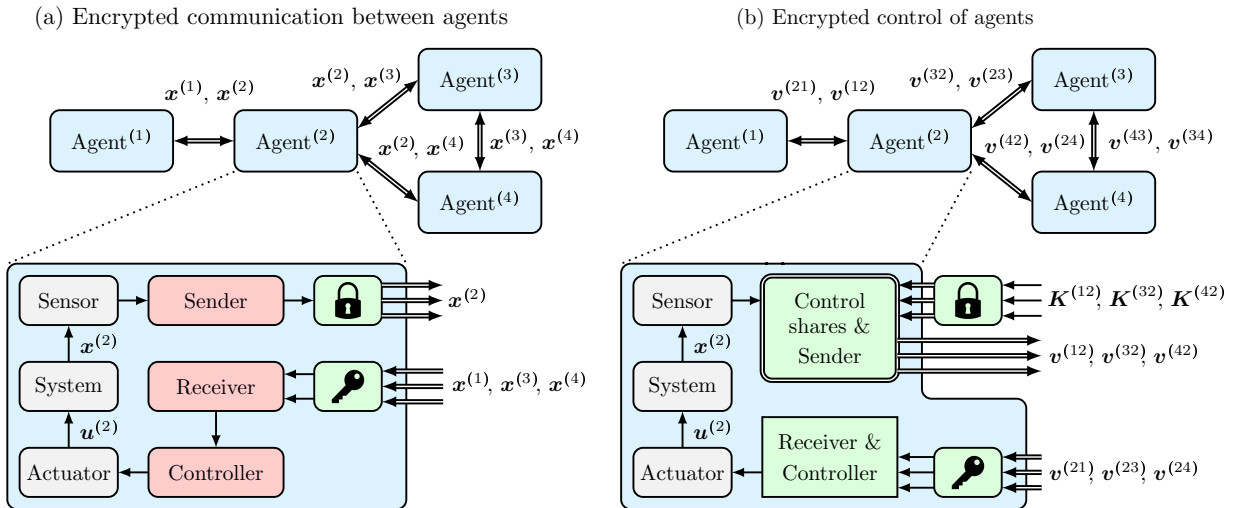 (a) Encrypted communication between agents
x⁽¹⁾, x⁽²⁾
x⁽²⁾, x⁽³⁾
Agent⁽³⁾
Agent⁽¹⁾
Agent⁽²⁾
x⁽²⁾, x⁽⁴⁾
x⁽³⁾, x⁽⁴⁾
Agent⁽⁴⁾
Sensor
Sender
x⁽²⁾
x⁽²⁾
System
Receiver
x⁽¹⁾, x⁽³⁾, x⁽⁴⁾
u⁽²⁾
Actuator
Controller
(b) Encrypted control of agents
v⁽²¹⁾, v⁽¹²⁾
v⁽³²⁾, v⁽²³⁾
Agent⁽³⁾
Agent⁽¹⁾
Agent⁽²⁾
v⁽⁴²⁾, v⁽²⁴⁾
v⁽⁴³⁾, v⁽³⁴⁾
Agent⁽⁴⁾
Sensor
Control
shares &
Sender
K⁽¹²⁾, K⁽³²⁾, K⁽⁴²⁾
x⁽²⁾
v⁽¹²⁾, v⁽³²⁾, v⁽⁴²⁾
System
u⁽²⁾
Actuator
Receiver &
Controller
v⁽²¹⁾, v⁽²³⁾, v⁽²⁴⁾